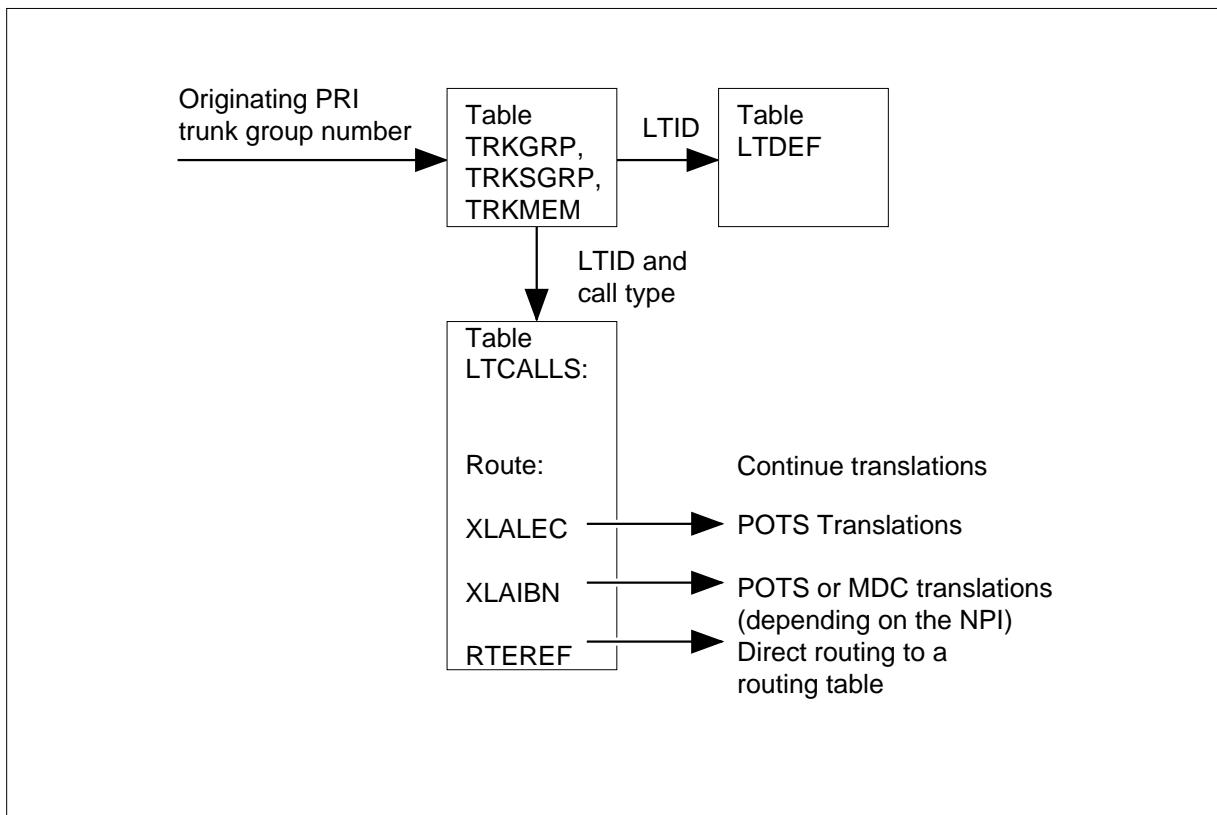 Originating PRI
trunk group number
Table
TRKGRP,
TRKSGRP,
TRKMEM
LTID
Table
LTDEF
LTID and
call type
Table
LTCALLS:
Route:
Continue translations
XLALEC
POTS Translations
XLAIBN
POTS or MDC translations
(depending on the NPI)
RTEREF
Direct routing to a
routing table